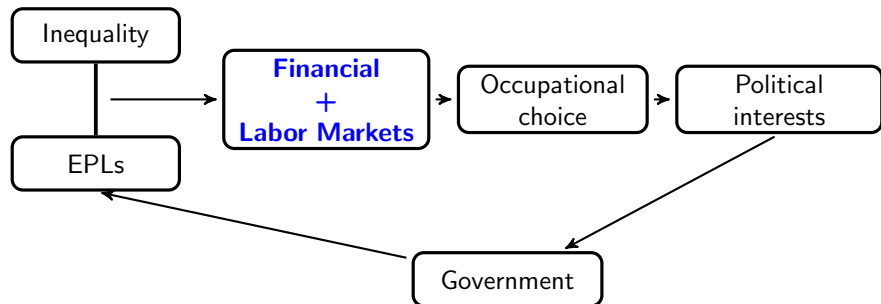 Inequality
EPLs
Financial
+
Labor Markets
Occupational
choice
Political
interests
Government